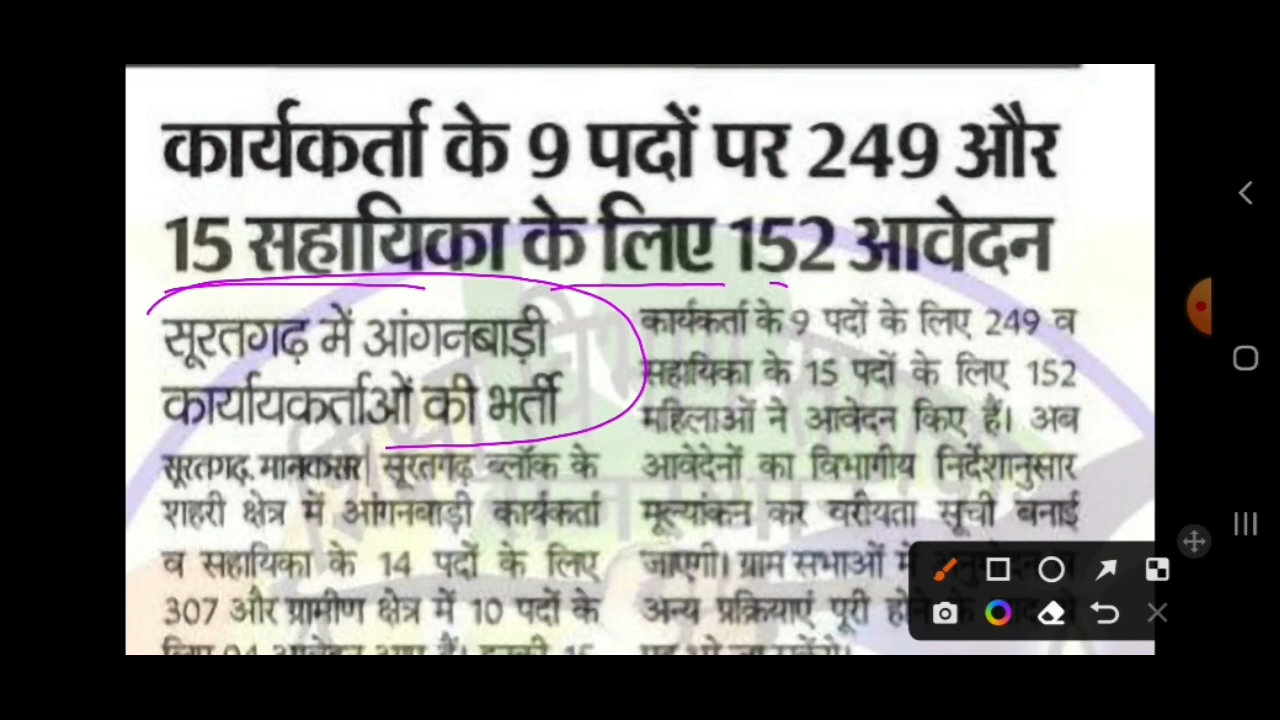 कार्यकर्ता के 9 पदों पर 249 और
15 सहायिका के लिए 152 आवेदन
सूरतगढ़ में आंगनबाड़ी
कार्यायकर्ताओं की भर्ती
सूरतगढ़. मानकसर| सूरतगढ़ ब्लॉक के
शहरी क्षेत्र में आंगनबाड़ी कार्यकर्ता
व सहायिका के 14 पदों के लिए
307 और ग्रामीण क्षेत्र में 10 पदों के
कार्यकर्ता के 9 पदों के लिए 249 व
सहायिका के 15 पदों के लिए 152
महिलाओं ने आवेदन किए हैं। अब
आवेदेनों का विभागीय निर्देशानुसार
मूल्यांकन कर वरीयता सूची बनाई
जाएगी। ग्राम सभाओं में
अन्य प्रक्रियाएं पूरी